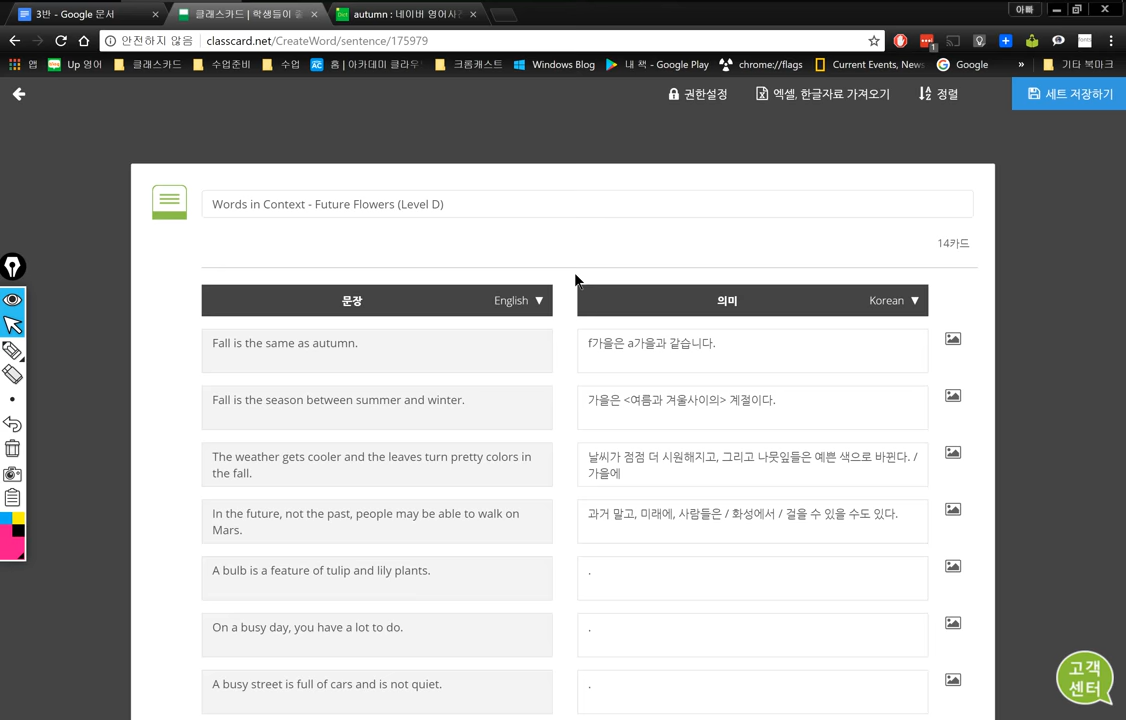 3반 - Google 문서
클래스카드 | 학생들이 좋
autumn : 네이버 영어사
아빠
안전하지 않음
classcard.net/CreateWord/sentence/175979
앱
Up 영어
클래스카드
수업준비
수업
홈 | 아카데미 클라우
크롬캐스트
Windows Blog
내 책 - Google Play
chrome://flags
Current Events, News
Google
»
기타 북마크
권한설정
엑셀, 한글자료 가져오기
정렬
세트 저장하기
Words in Context - Future Flowers (Level D)
14카드
문장
English ▼
의미
Korean ▼
Fall is the same as autumn.
f가을은 a가을과 같습니다.
Fall is the season between summer and winter.
가을은 <여름과 겨울사이의> 계절이다.
The weather gets cooler and the leaves turn pretty colors in
the fall.
날씨가 점점 더 시원해지고, 그리고 나뭇잎들은 예쁜 색으로 바뀐다. /
가을에
In the future, not the past, people may be able to walk on
Mars.
과거 말고, 미래에, 사람들은 / 화성에서 / 걸을 수 있을 수도 있다.
A bulb is a feature of tulip and lily plants.
.
On a busy day, you have a lot to do.
.
A busy street is full of cars and is not quiet.
.
고객
센터